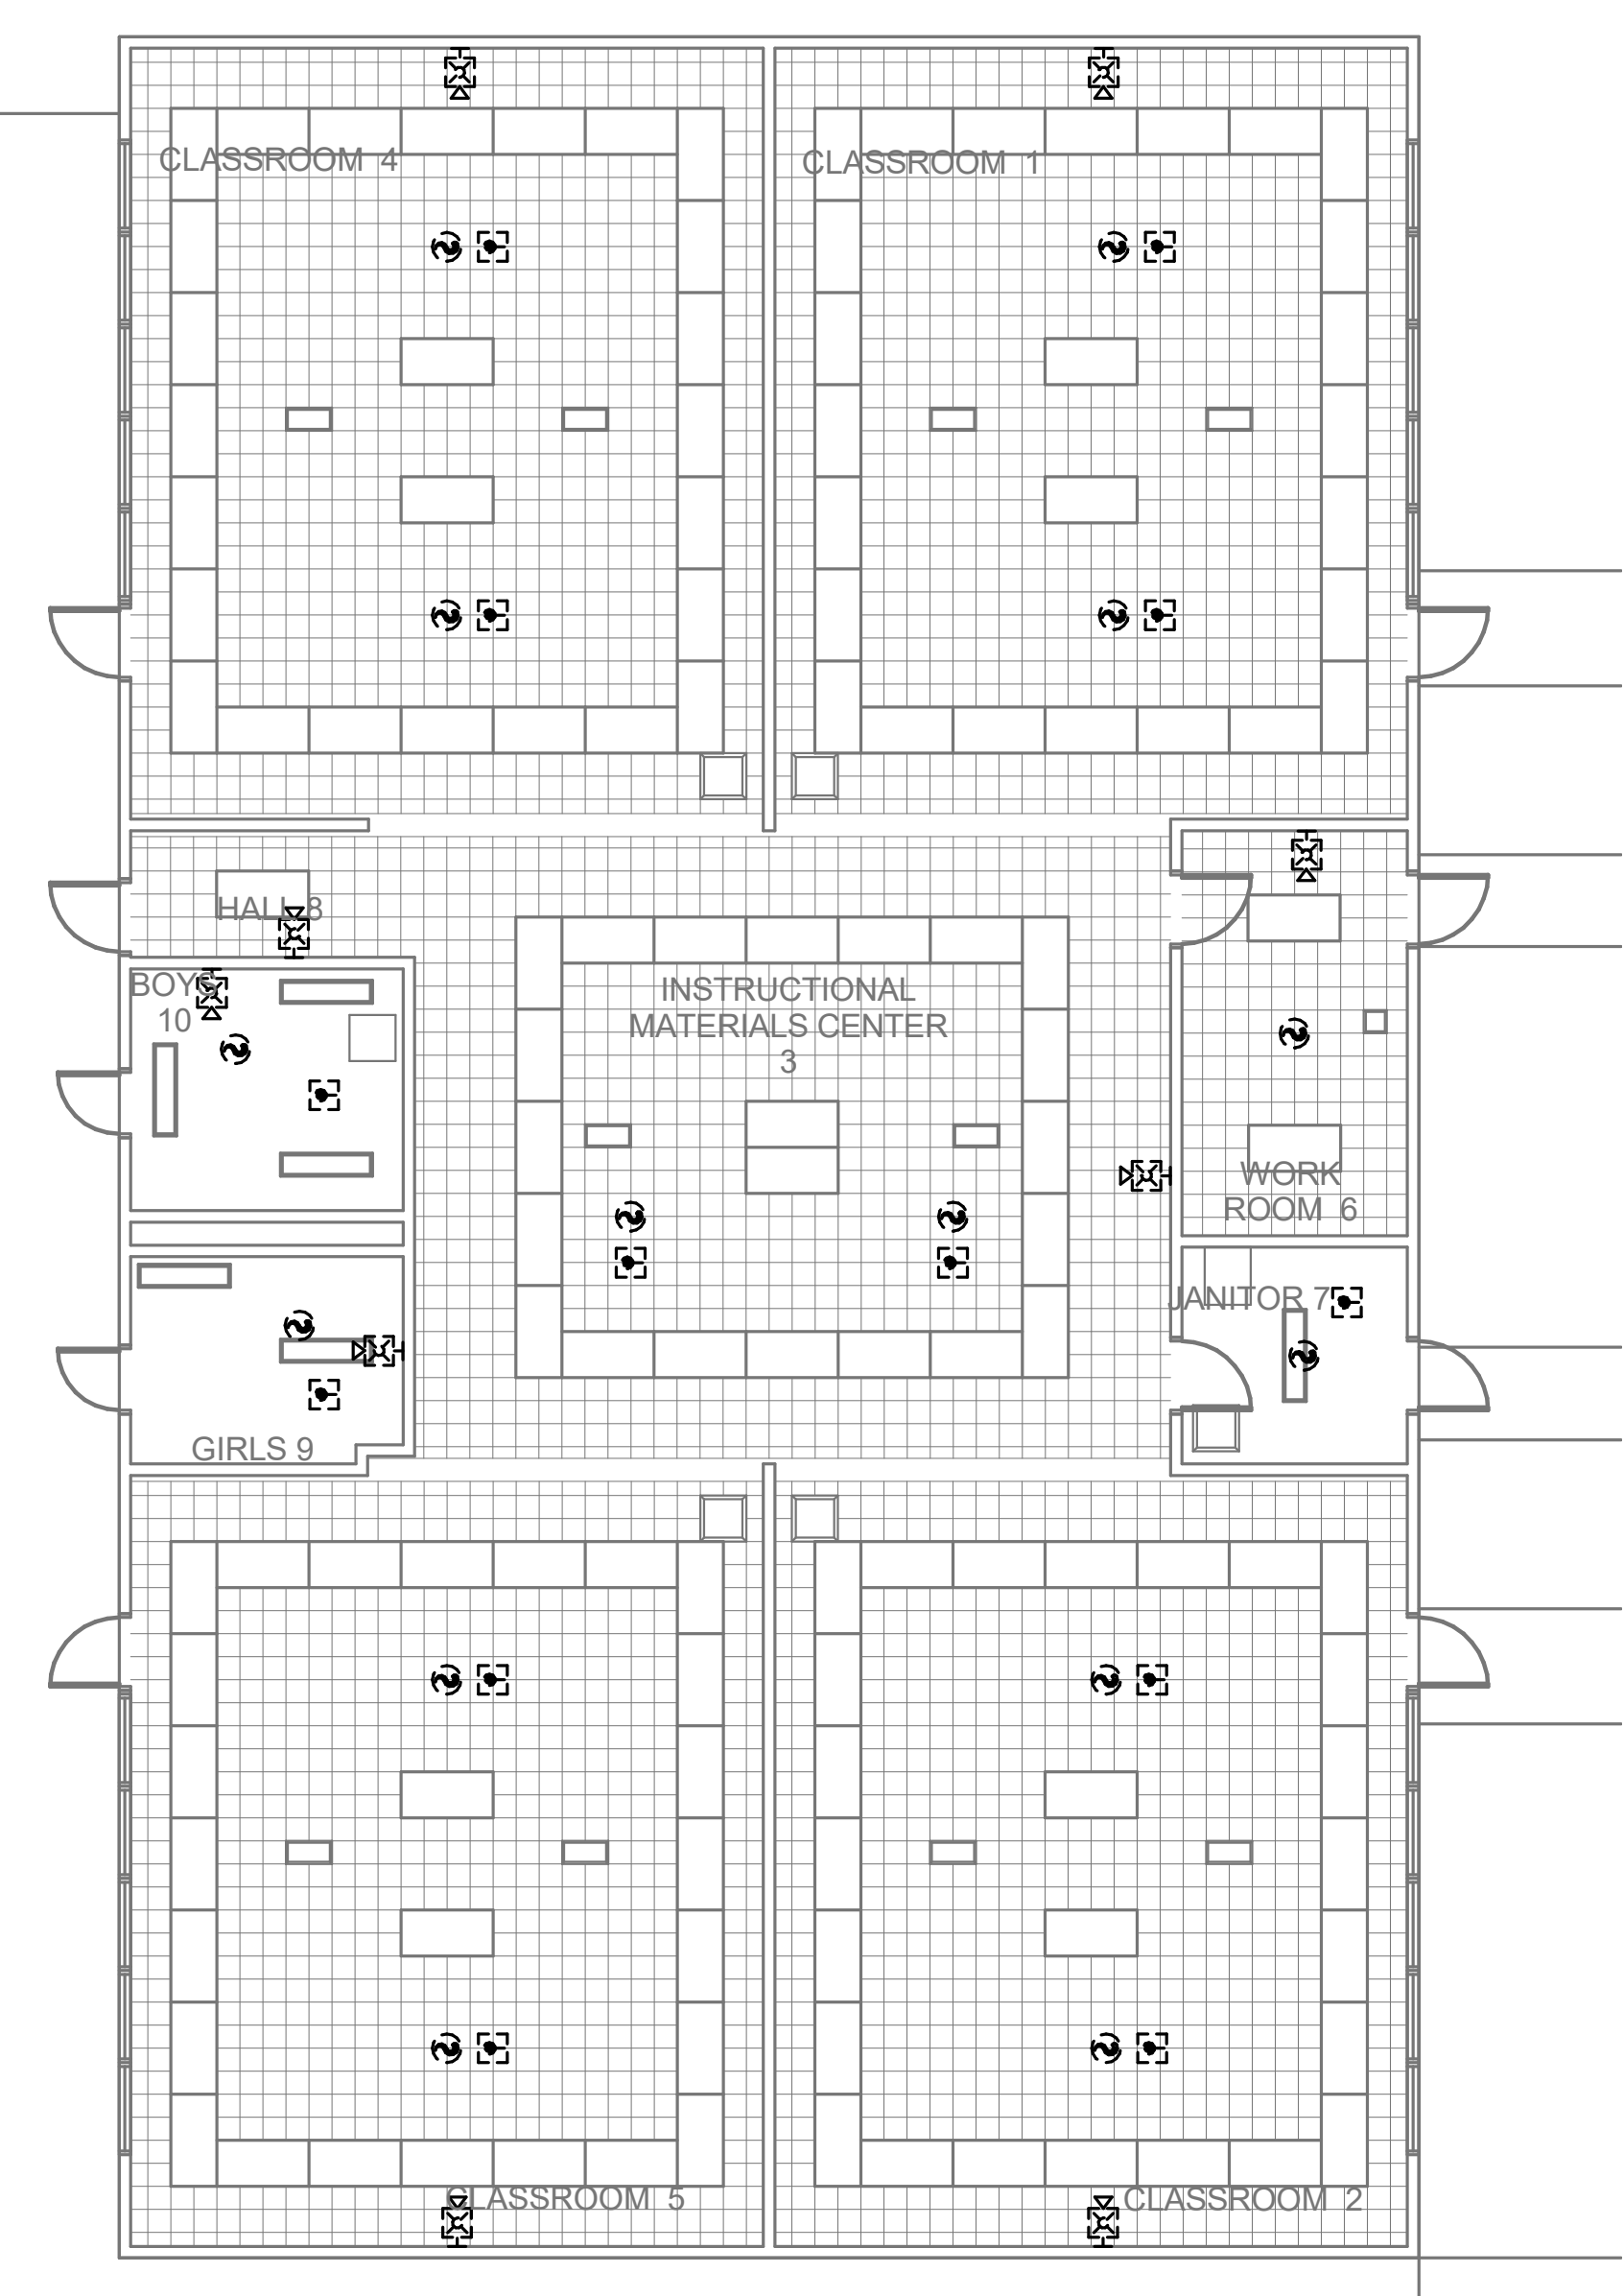 CLASSROOM 4
CLASSROOM 1
HALL 8
BOYS
10
INSTRUCTIONAL
MATERIALS CENTER
3
WORK
ROOM 6
JANITOR 7
GIRLS 9
CLASSROOM 5
CLASSROOM 2